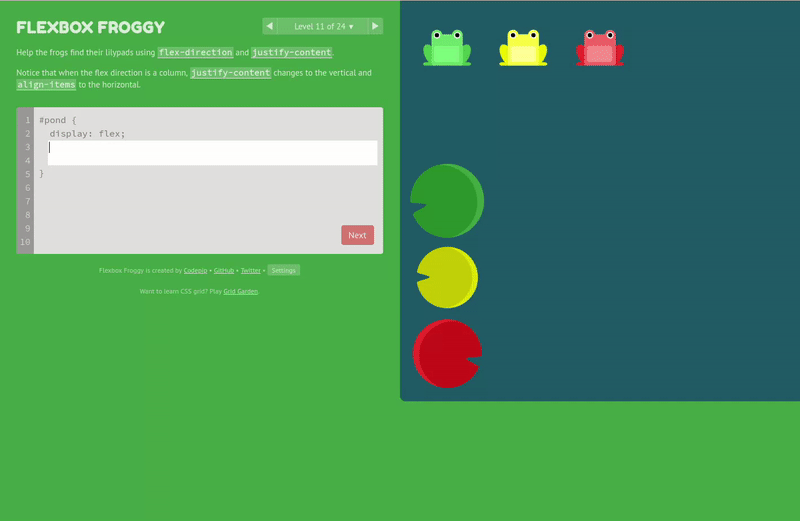 FLEXBOX FROGGY
Level 11 of 24 ▾
Help the frogs find their lilypads using flex-direction and justify-content.
Notice that when the flex direction is a column, justify-content changes to the vertical and
align-items to the horizontal.
1 #pond {
2 display: flex;
3
4
5 }
6
7
8
9
10
Next
Flexbox Froggy is created by Codepip • GitHub • Twitter • Settings
Want to learn CSS grid? Play Grid Garden.